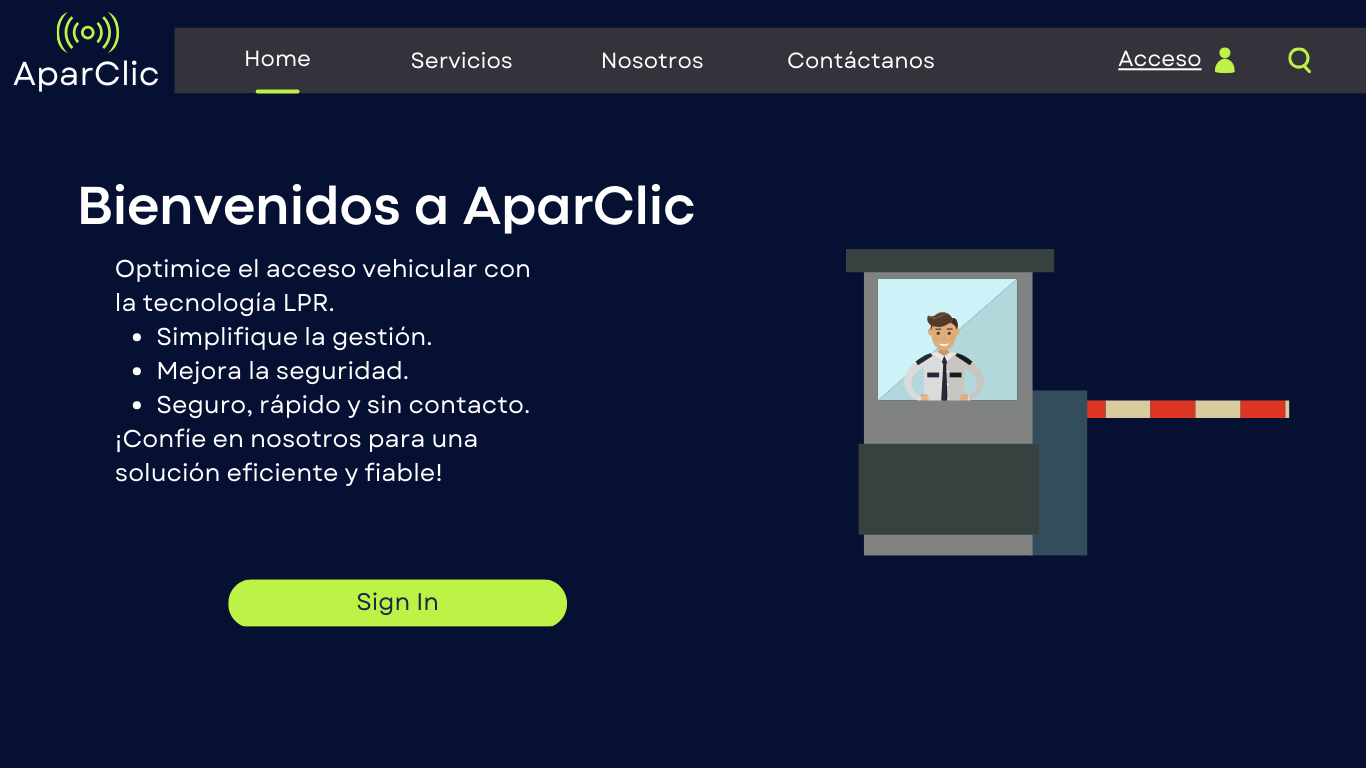 AparClic
Home
Servicios
Nosotros
Contáctanos
Acceso
Bienvenidos a AparClic
Optimice el acceso vehicular con
la tecnología LPR.
• Simplifique la gestión.
• Mejora la seguridad.
• Seguro, rápido y sin contacto.
¡Confíe en nosotros para una
solución eficiente y fiable!
Sign In